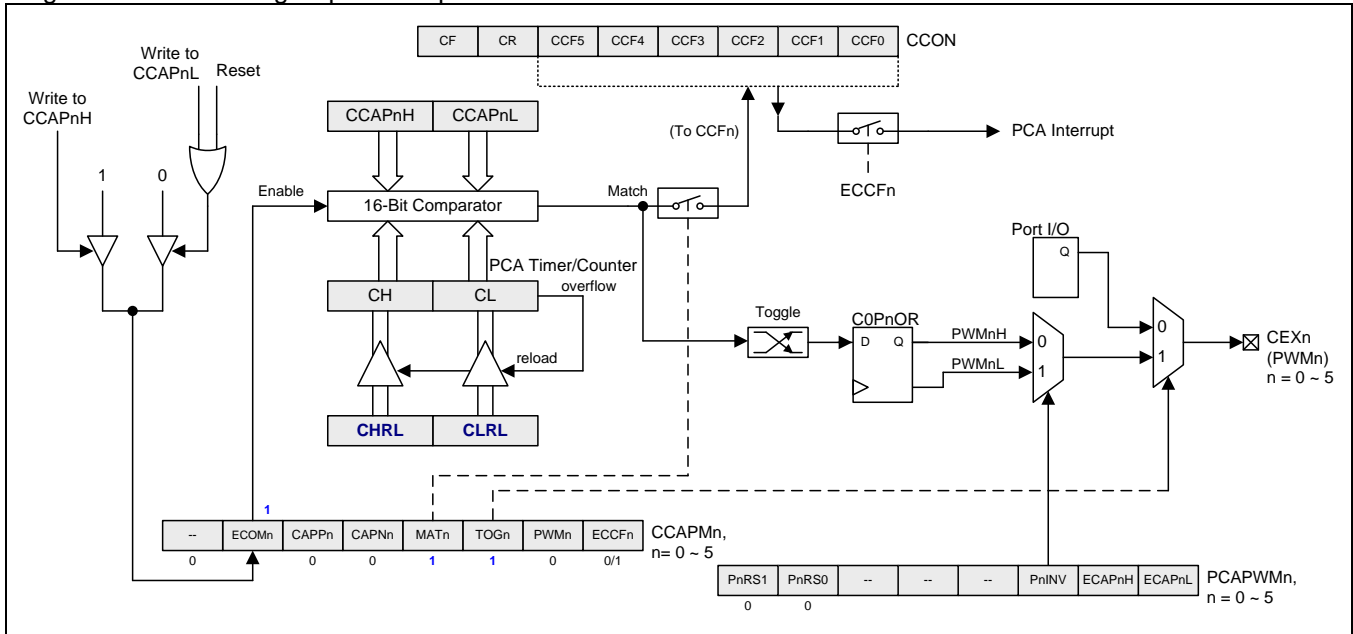 CF CR CCF5 CCF4 CCF3 CCF2 CCF1 CCF0 CCON
Write to
CCAPnL
Reset
Write to
CCAPnH
CCAPnH CCAPnL
(To CCFn)
PCA Interrupt
1 0
Enable
16-Bit Comparator
Match
ECCFn
Port I/O
Q
PCA Timer/Counter
overflow
CH CL
Toggle
C0PnOR
D Q
PWMnH
PWMnL
0
1
0
1
CEXn
(PWMn)
n = 0 ~ 5
reload
CHRL CLRL
1
-- ECOMn CAPPn CAPNn MATn TOGn PWMn ECCFn
CCAPMn,
n= 0 ~ 5
0 0 0 1 1 0 0/1
PnRS1 PnRS0 -- -- -- PnINV ECAPnH ECAPnL
PCAPWMn,
n = 0 ~ 5
0 0